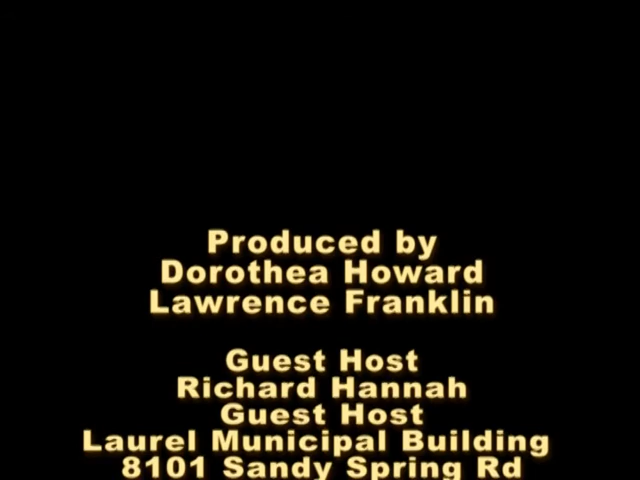 Produced by
Dorothea Howard
Lawrence Franklin
Guest Host
Richard Hannah
Guest Host
Laurel Municipal Building
8101 Sandy Spring Rd